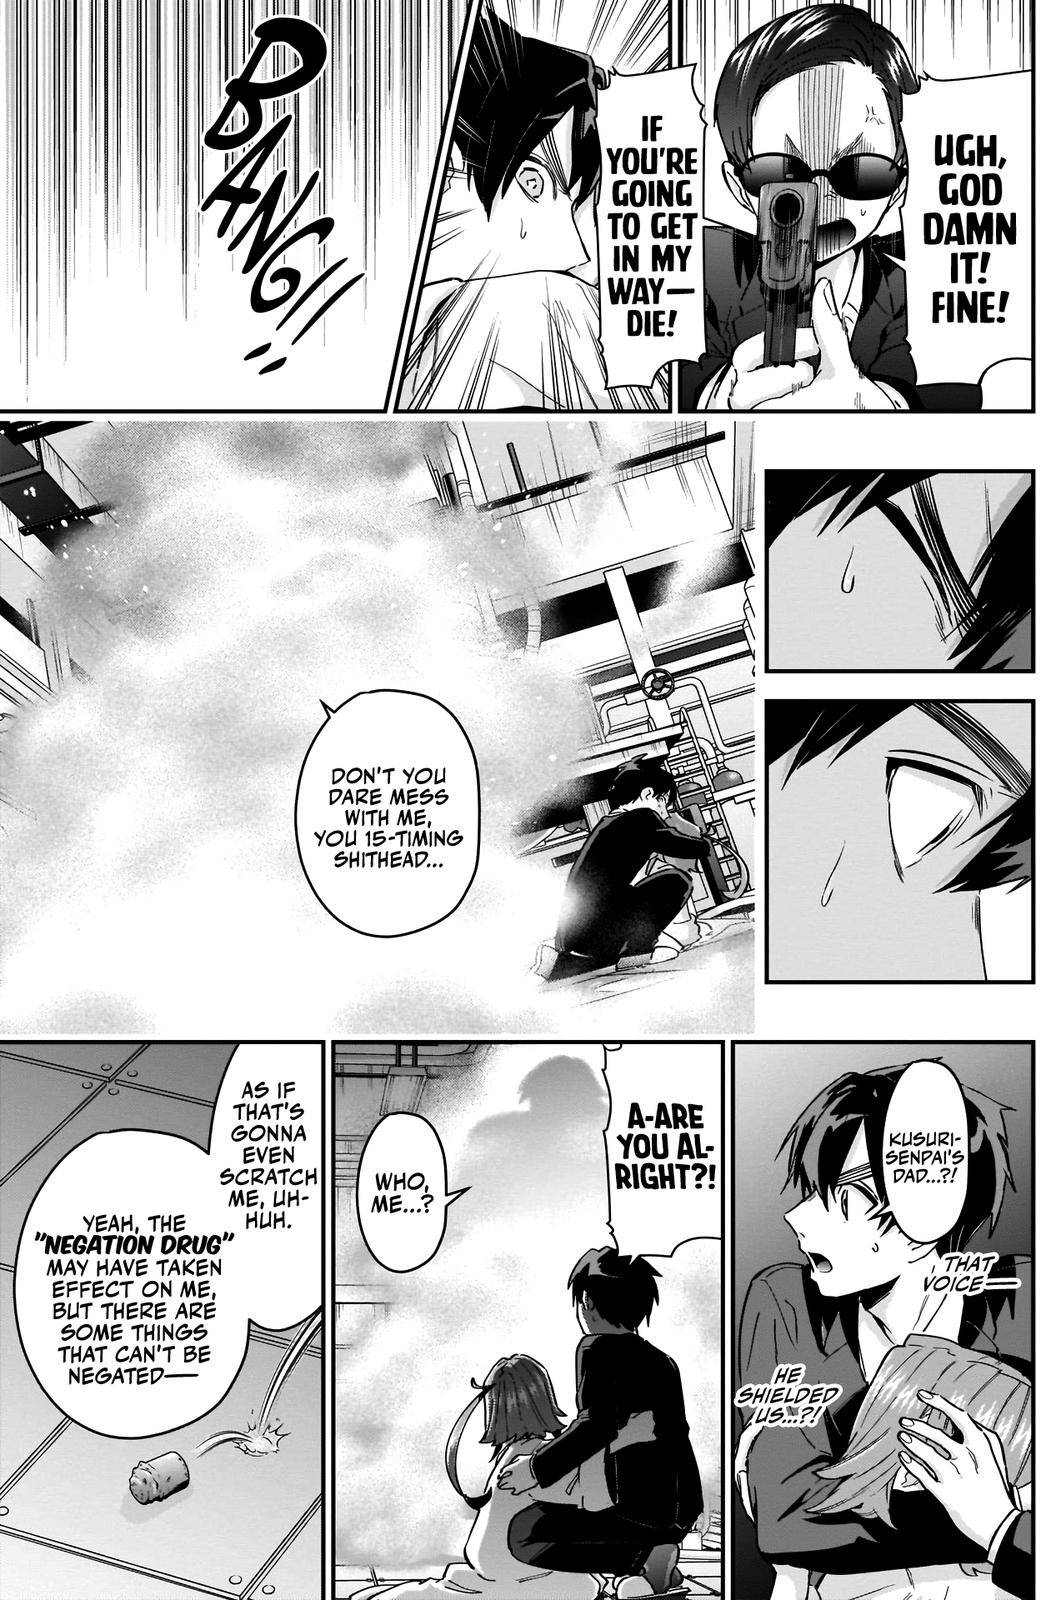 UGH,
GOD
DAMN
IT!
FINE!
IF
YOU'RE
GOING
TO GET
IN MY
WAY—
DIE!
BANG!!
DON'T YOU
DARE MESS
WITH ME,
YOU 15-TIMING
SHITHEAD...
KUSURI-
SENPAI'S
DAD...?!
THAT
VOICE—
HE
SHIELDED
US...?!
A-ARE
YOU AL-
RIGHT?!
WHO,
ME...?
AS IF
THAT'S
GONNA
EVEN
SCRATCH
ME, UH-
HUH.
YEAH, THE
"NEGATION DRUG"
MAY HAVE TAKEN
EFFECT ON ME,
BUT THERE ARE
SOME THINGS
THAT CAN'T BE
NEGATED—